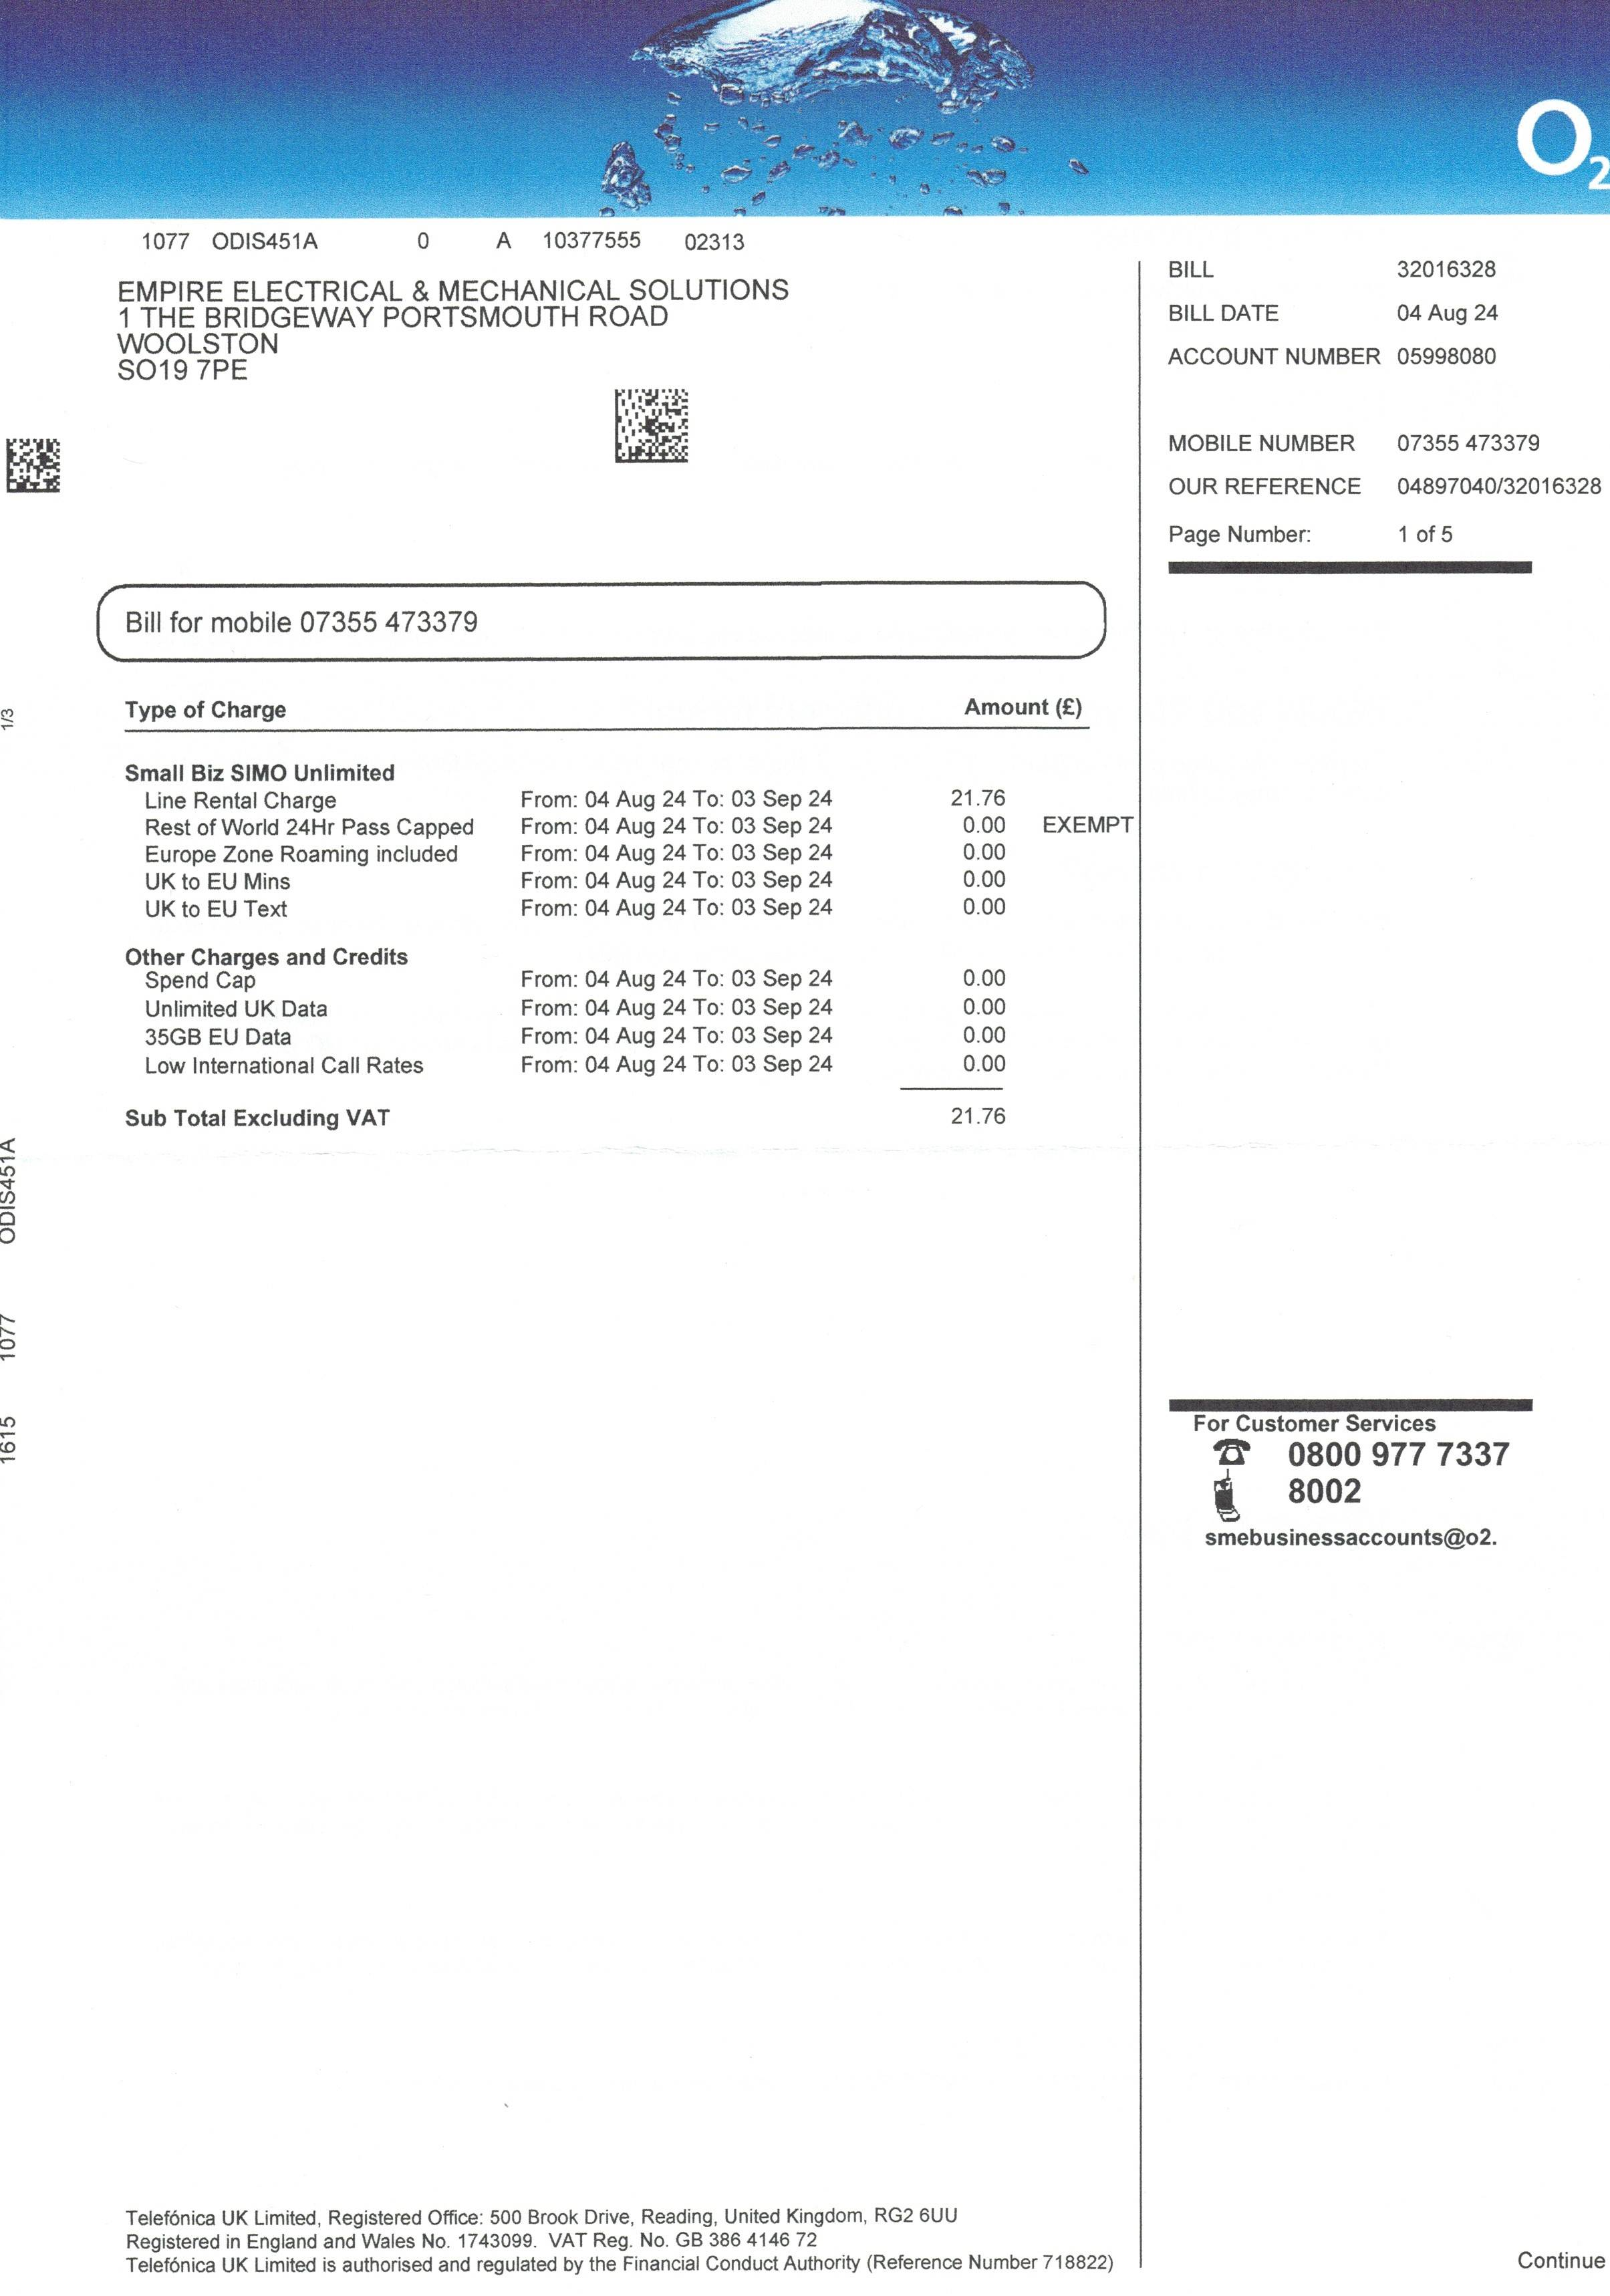 O2
1077 ODIS451A 0 A 10377555 02313
EMPIRE ELECTRICAL & MECHANICAL SOLUTIONS
1 THE BRIDGEWAY PORTSMOUTH ROAD
WOOLSTON
SO19 7PE
BILL 32016328
BILL DATE 04 Aug 24
ACCOUNT NUMBER 05998080
MOBILE NUMBER 07355 473379
OUR REFERENCE 04897040/32016328
Page Number: 1 of 5
Bill for mobile 07355 473379
Type of Charge Amount (£)
Small Biz SIMO Unlimited
Line Rental Charge From: 04 Aug 24 To: 03 Sep 24 21.76
Rest of World 24Hr Pass Capped From: 04 Aug 24 To: 03 Sep 24 0.00 EXEMPT
Europe Zone Roaming included From: 04 Aug 24 To: 03 Sep 24 0.00
UK to EU Mins From: 04 Aug 24 To: 03 Sep 24 0.00
UK to EU Text From: 04 Aug 24 To: 03 Sep 24 0.00
Other Charges and Credits
Spend Cap From: 04 Aug 24 To: 03 Sep 24 0.00
Unlimited UK Data From: 04 Aug 24 To: 03 Sep 24 0.00
35GB EU Data From: 04 Aug 24 To: 03 Sep 24 0.00
Low International Call Rates From: 04 Aug 24 To: 03 Sep 24 0.00
Sub Total Excluding VAT 21.76
1/3
1615 1077 ODIS451A
For Customer Services
0800 977 7337
8002
smebusinessaccounts@o2.
Telefónica UK Limited, Registered Office: 500 Brook Drive, Reading, United Kingdom, RG2 6UU
Registered in England and Wales No. 1743099. VAT Reg. No. GB 386 4146 72
Telefónica UK Limited is authorised and regulated by the Financial Conduct Authority (Reference Number 718822)
Continue